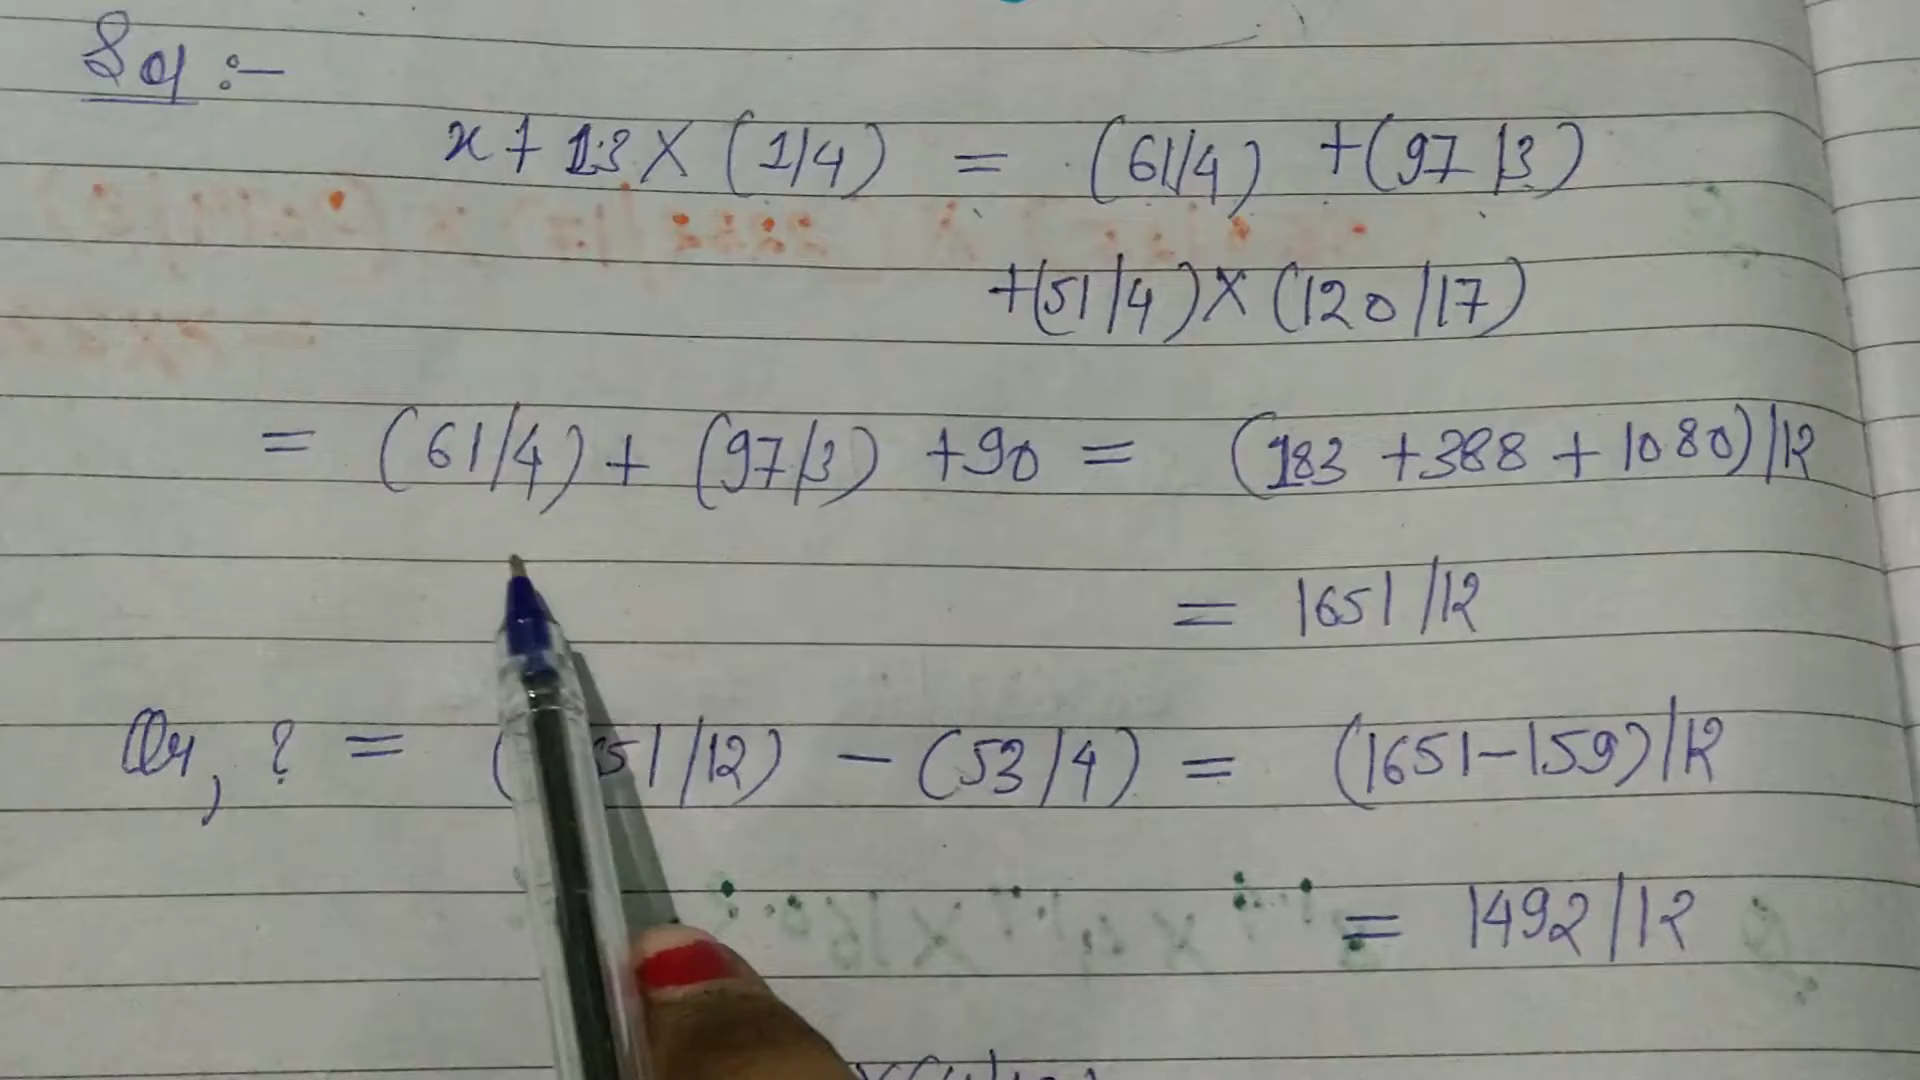 Sol :-
x + 13 × (1/4) = (61/4) + (97/3)
+ (51/4) × (120/17)
= (61/4) + (97/3) + 90 = (183 + 388 + 1080)/12
= 1651/12
Or, ? = ( 51/12) - (53/4) = (1651-159)/12
= 1492/12